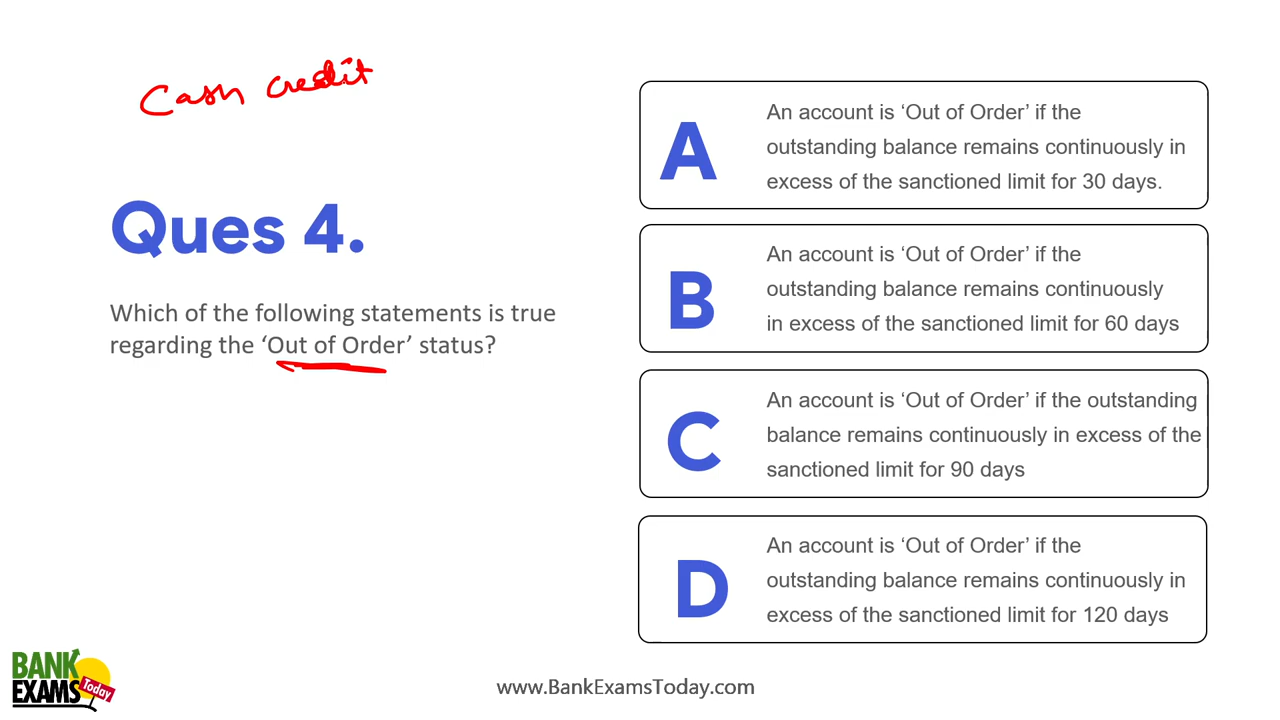 Cash credit
Ques 4.
Which of the following statements is true
regarding the ‘Out of Order’ status?
A
An account is ‘Out of Order’ if the
outstanding balance remains continuously in
excess of the sanctioned limit for 30 days.
B
An account is ‘Out of Order’ if the
outstanding balance remains continuously
in excess of the sanctioned limit for 60 days
C
An account is ‘Out of Order’ if the outstanding
balance remains continuously in excess of the
sanctioned limit for 90 days
D
An account is ‘Out of Order’ if the
outstanding balance remains continuously in
excess of the sanctioned limit for 120 days
BANK
EXAMS
Today
www.BankExamsToday.com